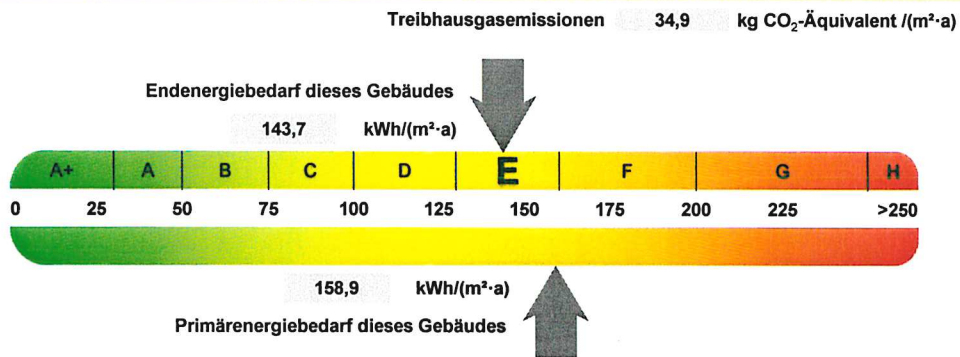 Treibhausgasemissionen 34,9 kg CO₂-Äquivalent /(m²·a)
Endenergiebedarf dieses Gebäudes
143,7 kWh/(m²·a)
A+ A B C D E F G H
0 25 50 75 100 125 150 175 200 225 >250
158,9 kWh/(m²·a)
Primärenergiebedarf dieses Gebäudes